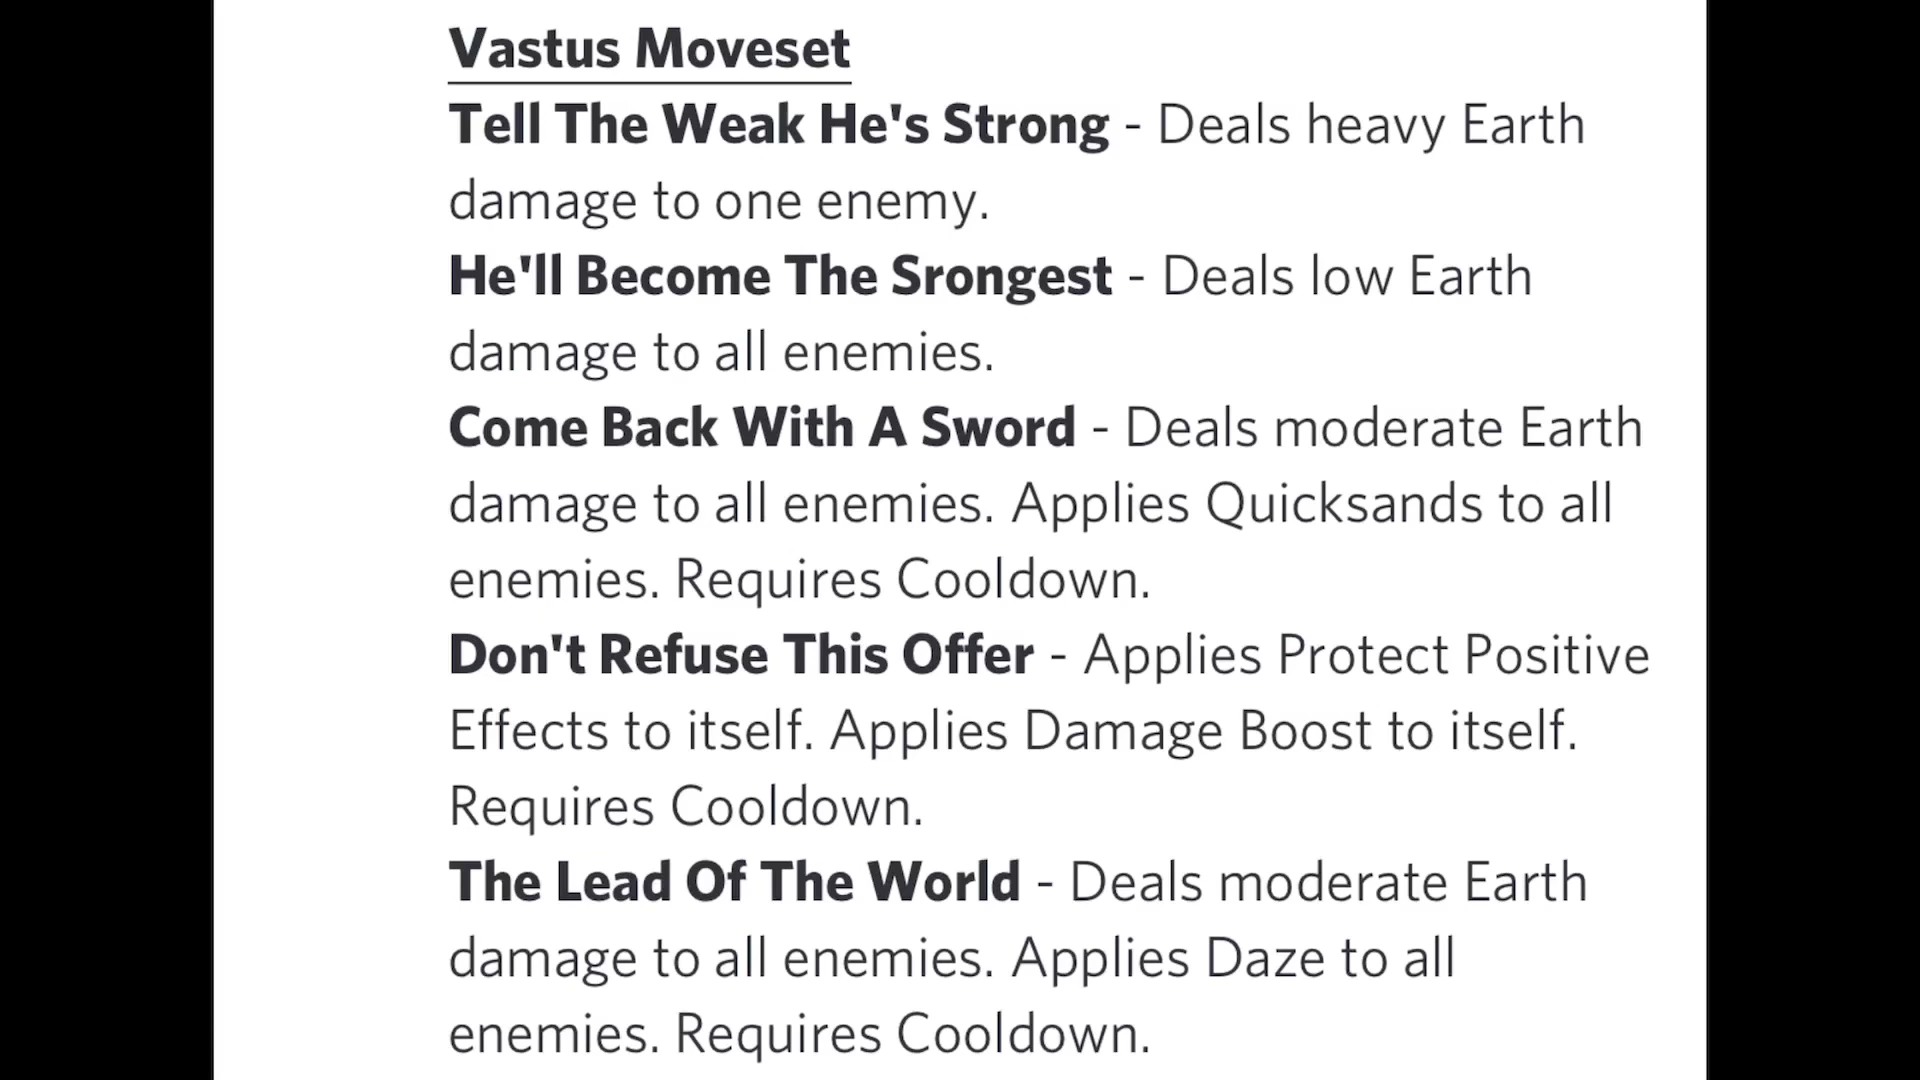 Vastus Moveset
Tell The Weak He's Strong - Deals heavy Earth
damage to one enemy.
He'll Become The Srongest - Deals low Earth
damage to all enemies.
Come Back With A Sword - Deals moderate Earth
damage to all enemies. Applies Quicksands to all
enemies. Requires Cooldown.
Don't Refuse This Offer - Applies Protect Positive
Effects to itself. Applies Damage Boost to itself.
Requires Cooldown.
The Lead Of The World - Deals moderate Earth
damage to all enemies. Applies Daze to all
enemies. Requires Cooldown.